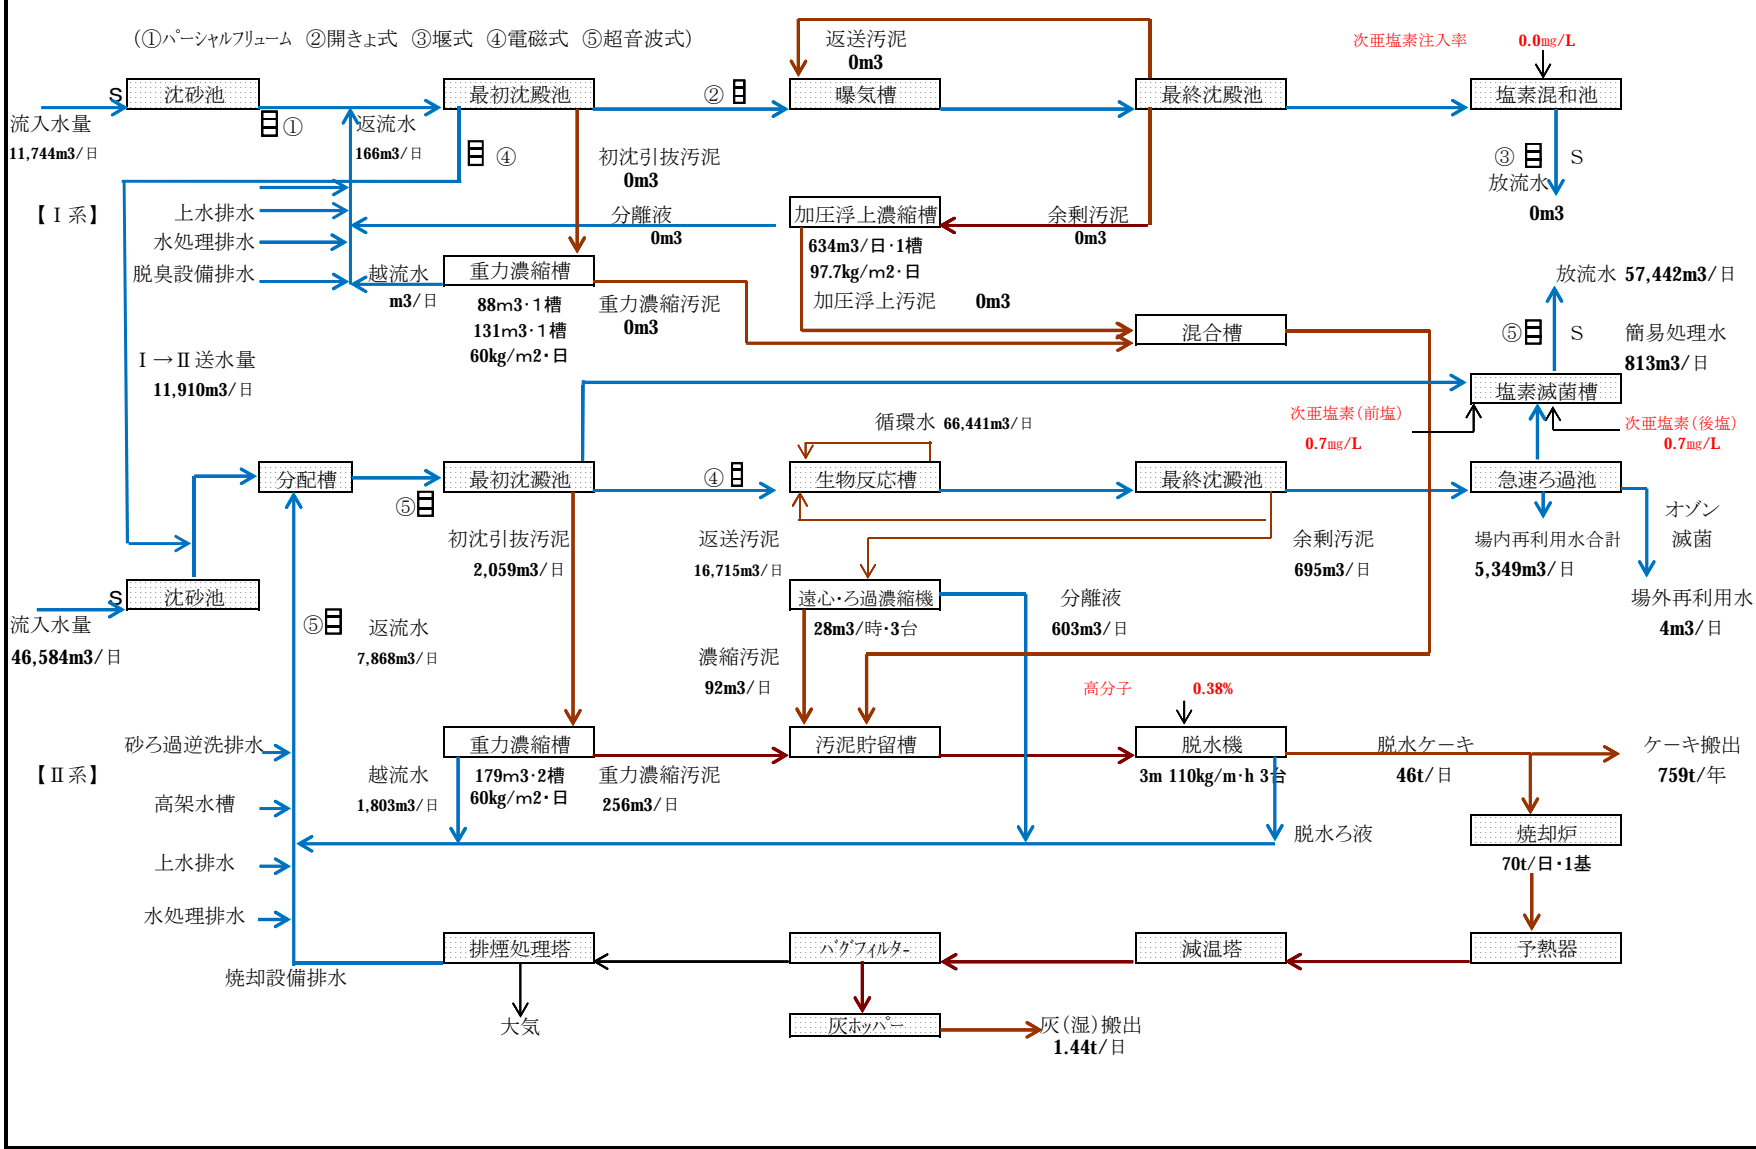 (①パーシャルフリューム ②開きょ式 ③堰式 ④電磁式 ⑤超音波式)
返送汚泥
0m3
次亜塩素注入率 0.0mg/L
S
沈砂池
最初沈殿池
②
曝気槽
最終沈殿池
塩素混和池
流入水量
11,744m3/日
①
返流水
166m3/日
④
初沈引抜汚泥
0m3
③ S
放流水
0m3
【Ⅰ系】
上水排水
水処理排水
脱臭設備排水
分離液
0m3
加圧浮上濃縮槽
634m3/日・1槽
97.7kg/m2・日
余剰汚泥
0m3
越流水
m3/日
重力濃縮槽
88m3・1槽
131m3・1槽
60kg/m2・日
重力濃縮汚泥
0m3
加圧浮上汚泥 0m3
混合槽
放流水 57,442m3/日
⑤ S
簡易処理水
813m3/日
Ⅰ→Ⅱ送水量
11,910m3/日
塩素滅菌槽
次亜塩素(前塩)
0.7mg/L
次亜塩素(後塩)
0.7mg/L
循環水 66,441m3/日
分配槽
⑤
最初沈澱池
④
生物反応槽
最終沈澱池
急速ろ過池
オゾン
滅菌
初沈引抜汚泥
2,059m3/日
返送汚泥
16,715m3/日
余剰汚泥
695m3/日
場内再利用水合計
5,349m3/日
S
沈砂池
流入水量
46,584m3/日
⑤
返流水
7,868m3/日
遠心・ろ過濃縮機
28m3/時・3台
分離液
603m3/日
場外再利用水
4m3/日
濃縮汚泥
92m3/日
高分子 0.38%
【Ⅱ系】
砂ろ過逆洗排水
高架水槽
上水排水
水処理排水
重力濃縮槽
179m3・2槽
60kg/m2・日
越流水
1,803m3/日
重力濃縮汚泥
256m3/日
汚泥貯留槽
脱水機
3m 110kg/m・h 3台
脱水ケーキ
46t/日
ケーキ搬出
759t/年
脱水ろ液
焼却炉
70t/日・1基
焼却設備排水
排煙処理塔
バグフィルター
減温塔
予熱器
大気
灰ホッパー
灰(湿)搬出
1.44t/日